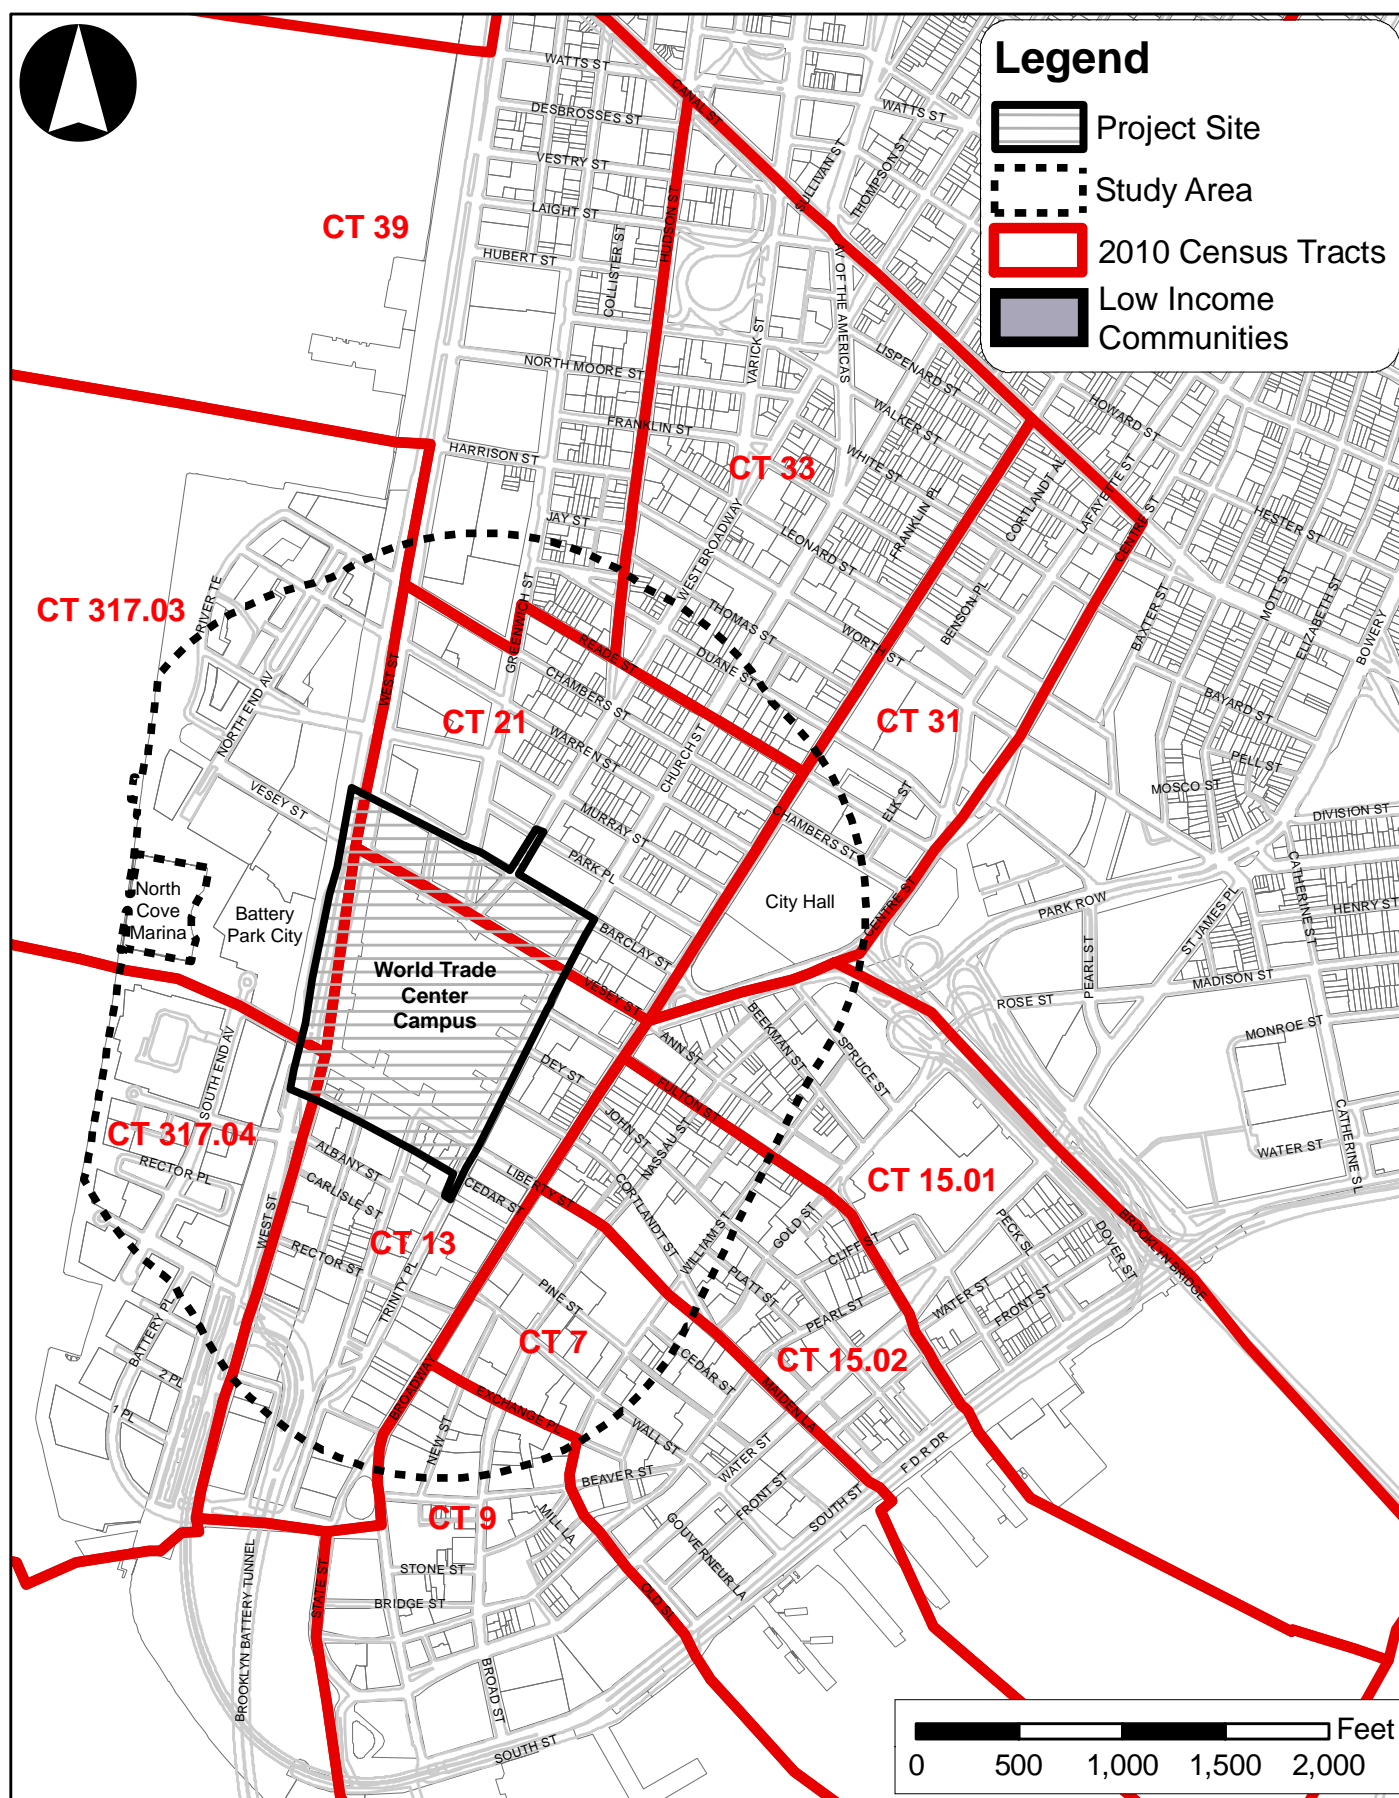 Legend
Project Site
Study Area
2010 Census Tracts
Low Income
Communities
WATTS ST
CANAL ST
WATTS ST
DESBROSSES ST
VESTRY ST
SULLIVAN ST
THOMPSON ST
LAIGHT ST
HUDSON ST
CT 39
COLLISTER ST
HUBERT ST
AV OF THE AMERICAS
VARICK ST
NORTH MOORE ST
LISPENARD ST
WALKER ST
HOWARD ST
FRANKLIN ST
HARRISON ST
CT 33
WHITE ST
CORTLANDT AL
LAFAYETTE ST
CENTRE ST
HESTER ST
JAY ST
WEST BROADWAY
LEONARD ST
FRANKLIN PL
CT 317.03
RIVER TE
GREENWICH ST
READE ST
THOMAS ST
WORTH ST
BENSON PL
BAXTER ST
MOTT ST
ELIZABETH ST
BOWERY
WEST ST
DUANE ST
CHAMBERS ST
NORTH END AV
CT 21
WARREN ST
CHURCH ST
CT 31
BAYARD ST
PELL ST
MOSCO ST
VESEY ST
MURRAY ST
CHAMBERS ST
ELK ST
DIVISION ST
PARK PL
CATHERINE ST
HENRY ST
North
Cove
Marina
Battery
Park City
City Hall
PARK ROW
CENTRE ST
ST JAMES PL
BARCLAY ST
PEARL ST
MADISON ST
World Trade
Center
Campus
VESEY ST
ROSE ST
MONROE ST
BEEKMAN ST
SPRUCE ST
ANN ST
SOUTH END AV
DEY ST
FULTON ST
JOHN ST
NASSAU ST
CATHERINE SL
CT 317.04
ALBANY ST
WATER ST
RECTOR PL
CARLISLE ST
LIBERTY ST
CEDAR ST
CORTLANDT ST
CT 15.01
WEST ST
CT 13
RECTOR ST
TRINITY PL
WILLIAM ST
GOLD ST
CLIFF ST
PECK SL
DOVER ST
BROOKLYN BRIDGE
PINE ST
PLATT ST
PEARL ST
WATER ST
FRONT ST
BATTERY PL
2 PL
1 PL
CT 7
CEDAR ST
CT 15.02
MAIDEN LA
BROADWAY
EXCHANGE PL
NEW ST
WALL ST
WATER ST
F D R DR
BEAVER ST
FRONT ST
SOUTH ST
CT 9
MILL LA
GOUVERNEUR LA
STONE ST
BRIDGE ST
STATE ST
OLD SL
BROOKLYN BATTERY TUNNEL
BROAD ST
SOUTH ST
Feet
0 500 1,000 1,500 2,000